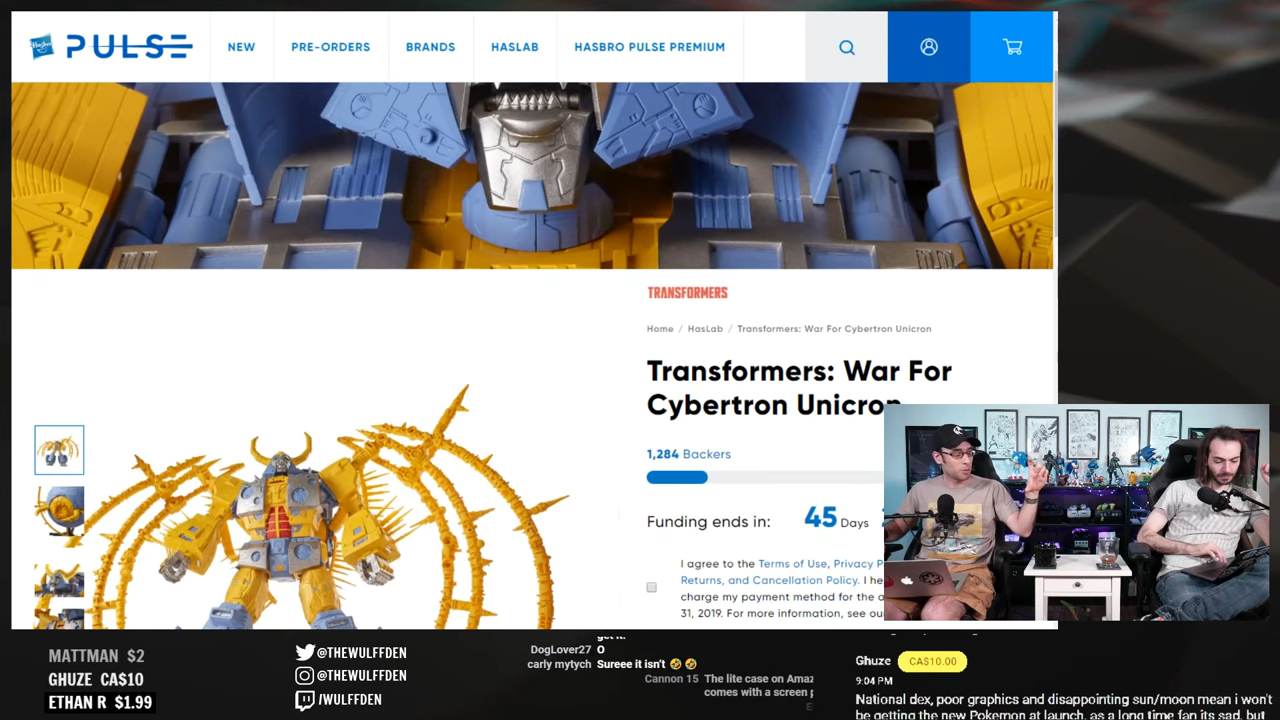 Hasbro
PULSE
NEW
PRE-ORDERS
BRANDS
HASLAB
HASBRO PULSE PREMIUM
TRANSFORMERS
Home / HasLab / Transformers: War For Cybertron Unicron
Transformers: War For
Cybertron Unicron
1,284 Backers
Funding ends in: 45 Days
I agree to the Terms of Use, Privacy P
Returns, and Cancellation Policy. I he
charge my payment method for the a
31, 2019. For more information, see ou
MATTMAN $2
GHUZE CA$10
ETHAN R $1.99
@THEWULFFDEN
@THEWULFFDEN
/WULFFDEN
get it.
DogLover27 O
carly mytych Sureee it isn't 🤣🤣
Cannon 15 The lite case on Amaz
comes with a screen p
Ghuze CA$10.00
9:04 PM
National dex, poor graphics and disappointing sun/moon mean i won't
be getting the new Pokemon at launch, as a long time fan its sad, but